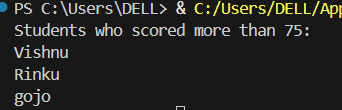 PS C:\Users\DELL> & C:/Users/DELL/App
Students who scored more than 75:
Vishnu
Rinku
gojo